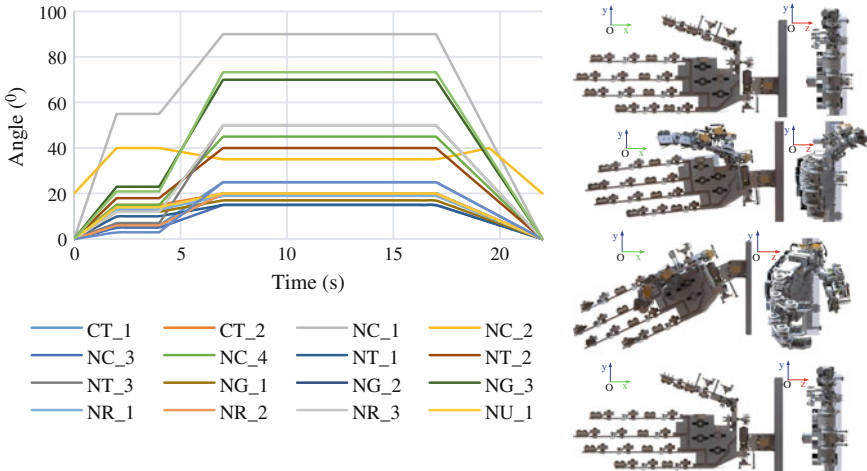 100
80
60
40
20
0
Angle (⁰)
0 5 10 15 20
Time (s)
CT_1 CT_2 NC_1 NC_2
NC_3 NC_4 NT_1 NT_2
NT_3 NG_1 NG_2 NG_3
NR_1 NR_2 NR_3 NU_1
y O x y O z
y O x y O z
y O x y O z
y O x y O z